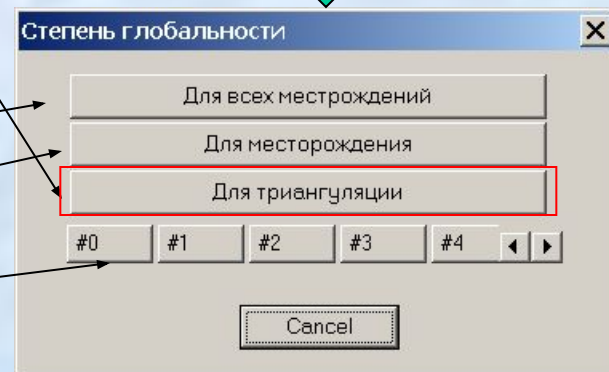 Степень глобальности
Для всех местрождений
Для месторождения
Для триангуляции
#0 #1 #2 #3 #4
Cancel